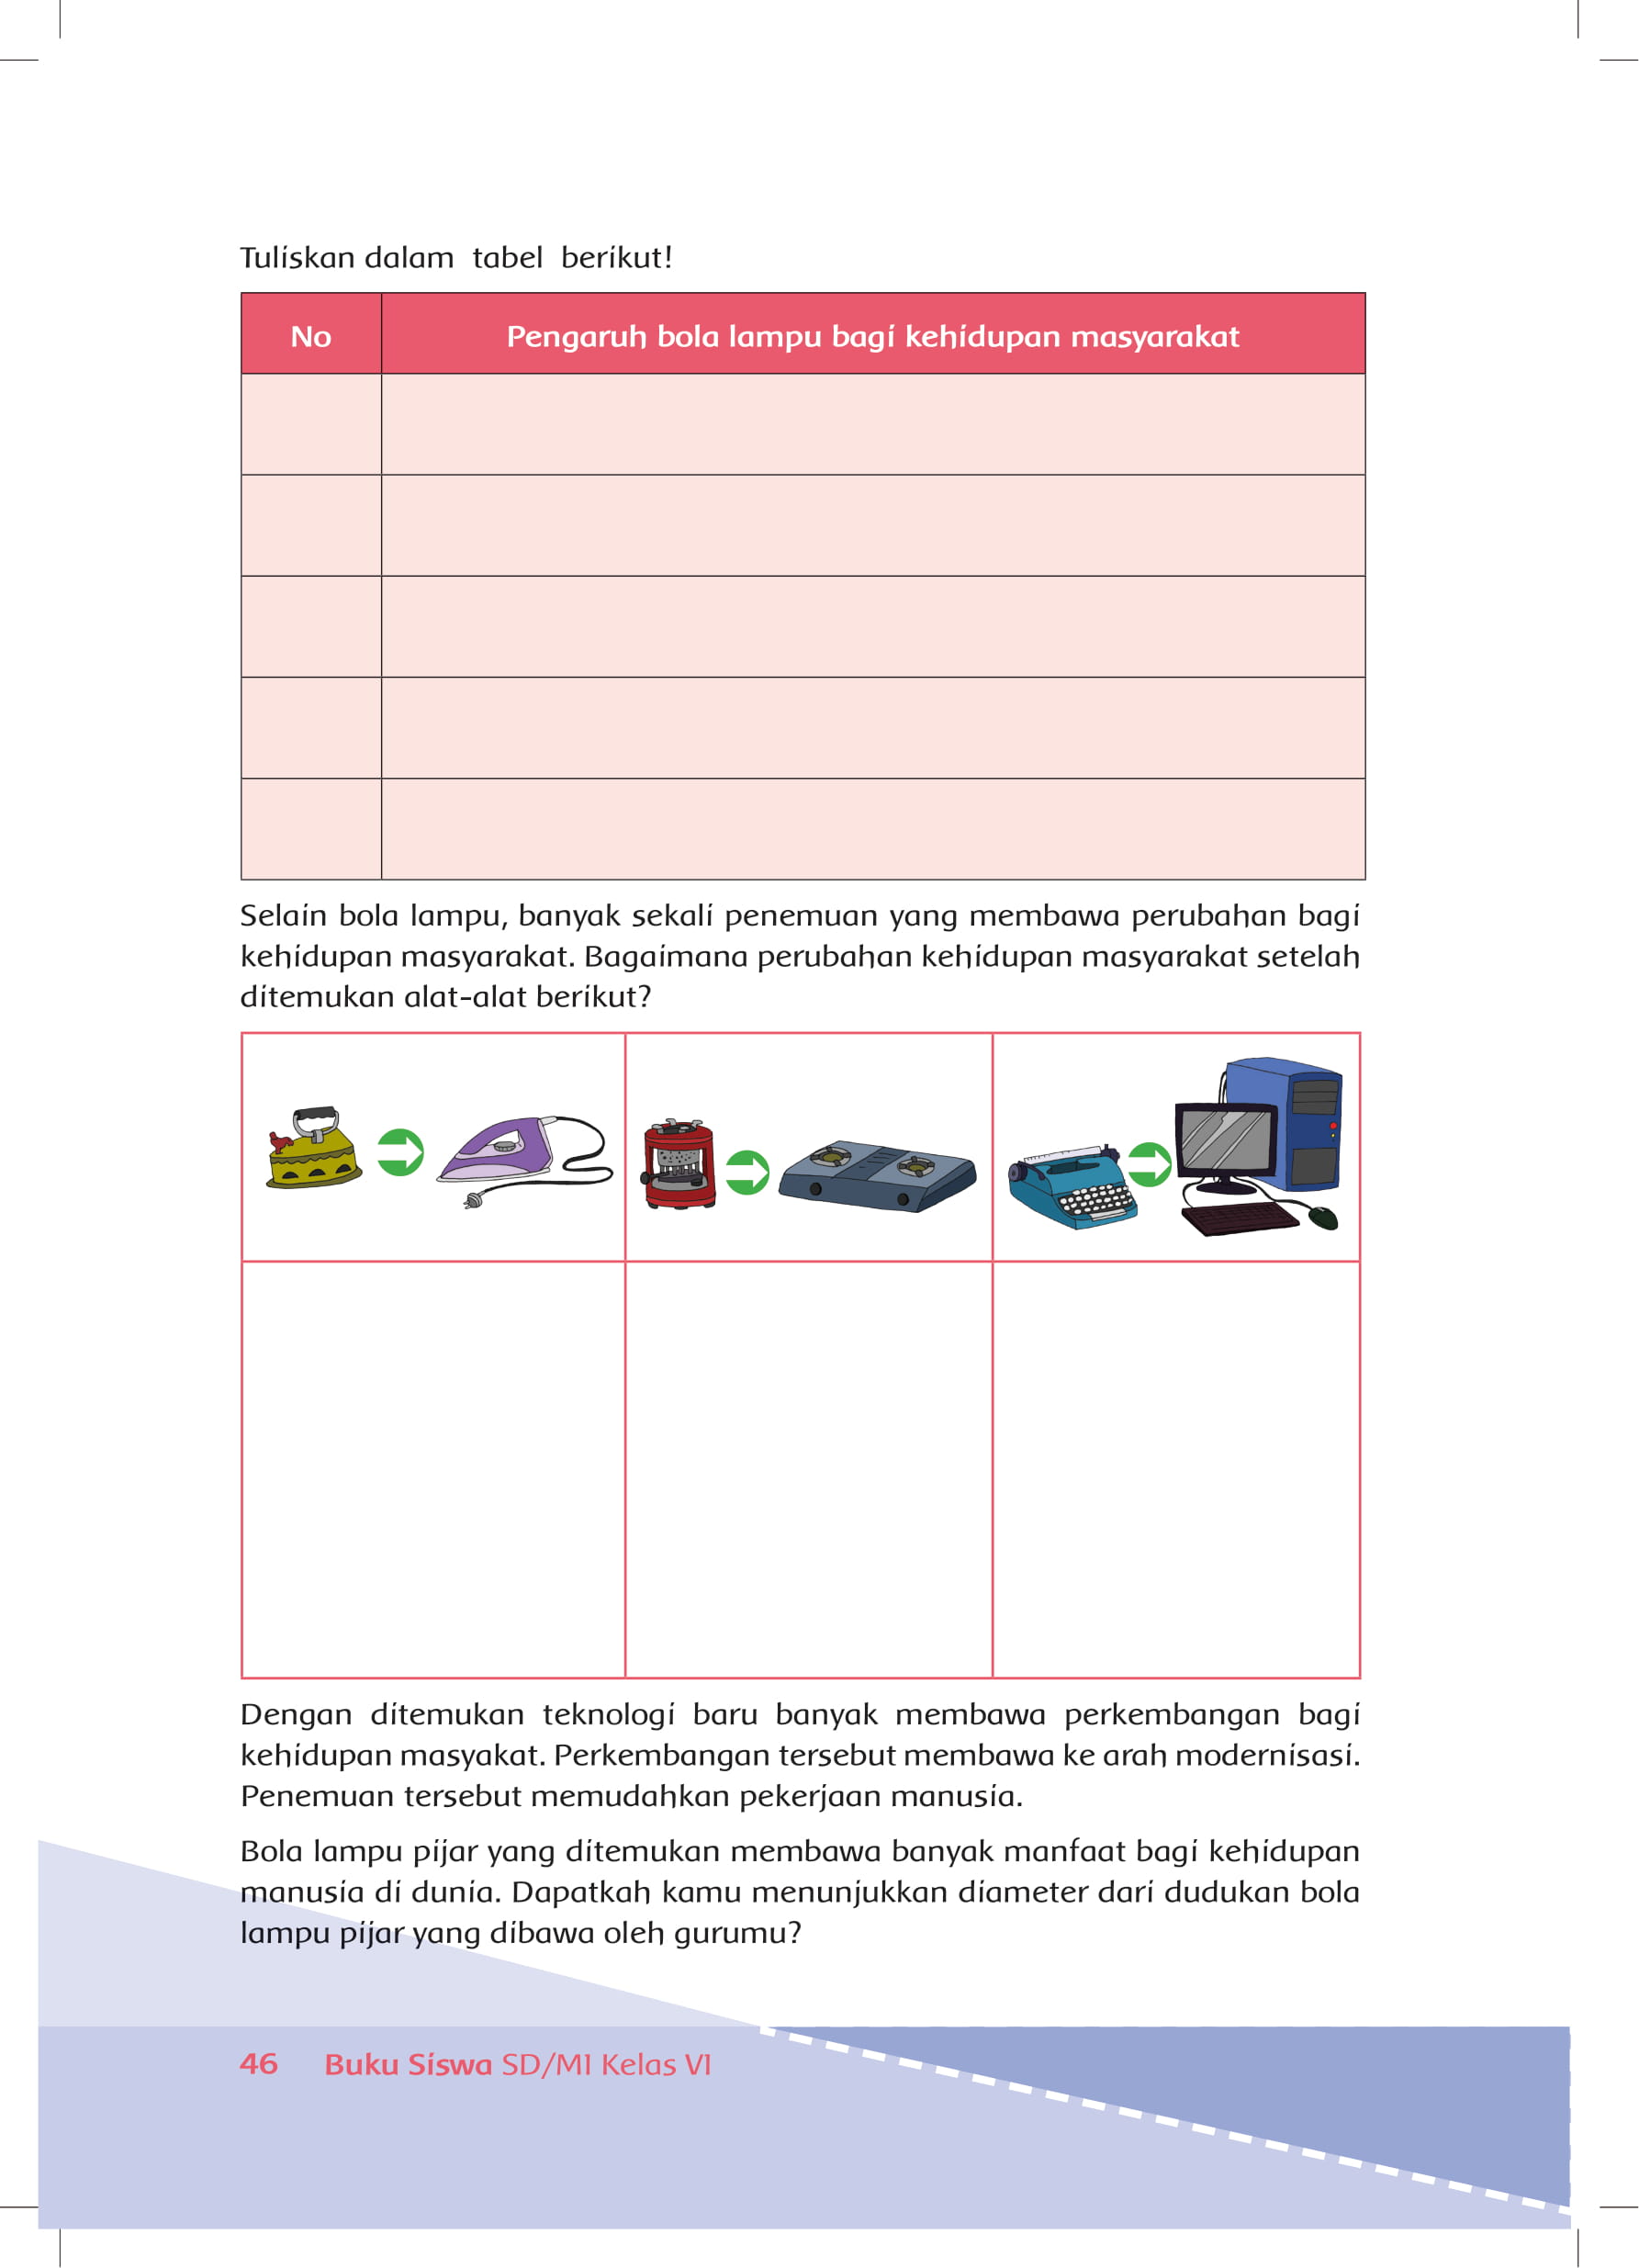 Tuliskan dalam tabel berikut!
No Pengaruh bola lampu bagi kehidupan masyarakat
Selain bola lampu, banyak sekali penemuan yang membawa perubahan bagi
kehidupan masyarakat. Bagaimana perubahan kehidupan masyarakat setelah
ditemukan alat-alat berikut?
Dengan ditemukan teknologi baru banyak membawa perkembangan bagi
kehidupan masyakat. Perkembangan tersebut membawa ke arah modernisasi.
Penemuan tersebut memudahkan pekerjaan manusia.
Bola lampu pijar yang ditemukan membawa banyak manfaat bagi kehidupan
manusia di dunia. Dapatkah kamu menunjukkan diameter dari dudukan bola
lampu pijar yang dibawa oleh gurumu?
46 Buku Siswa SD/MI Kelas VI